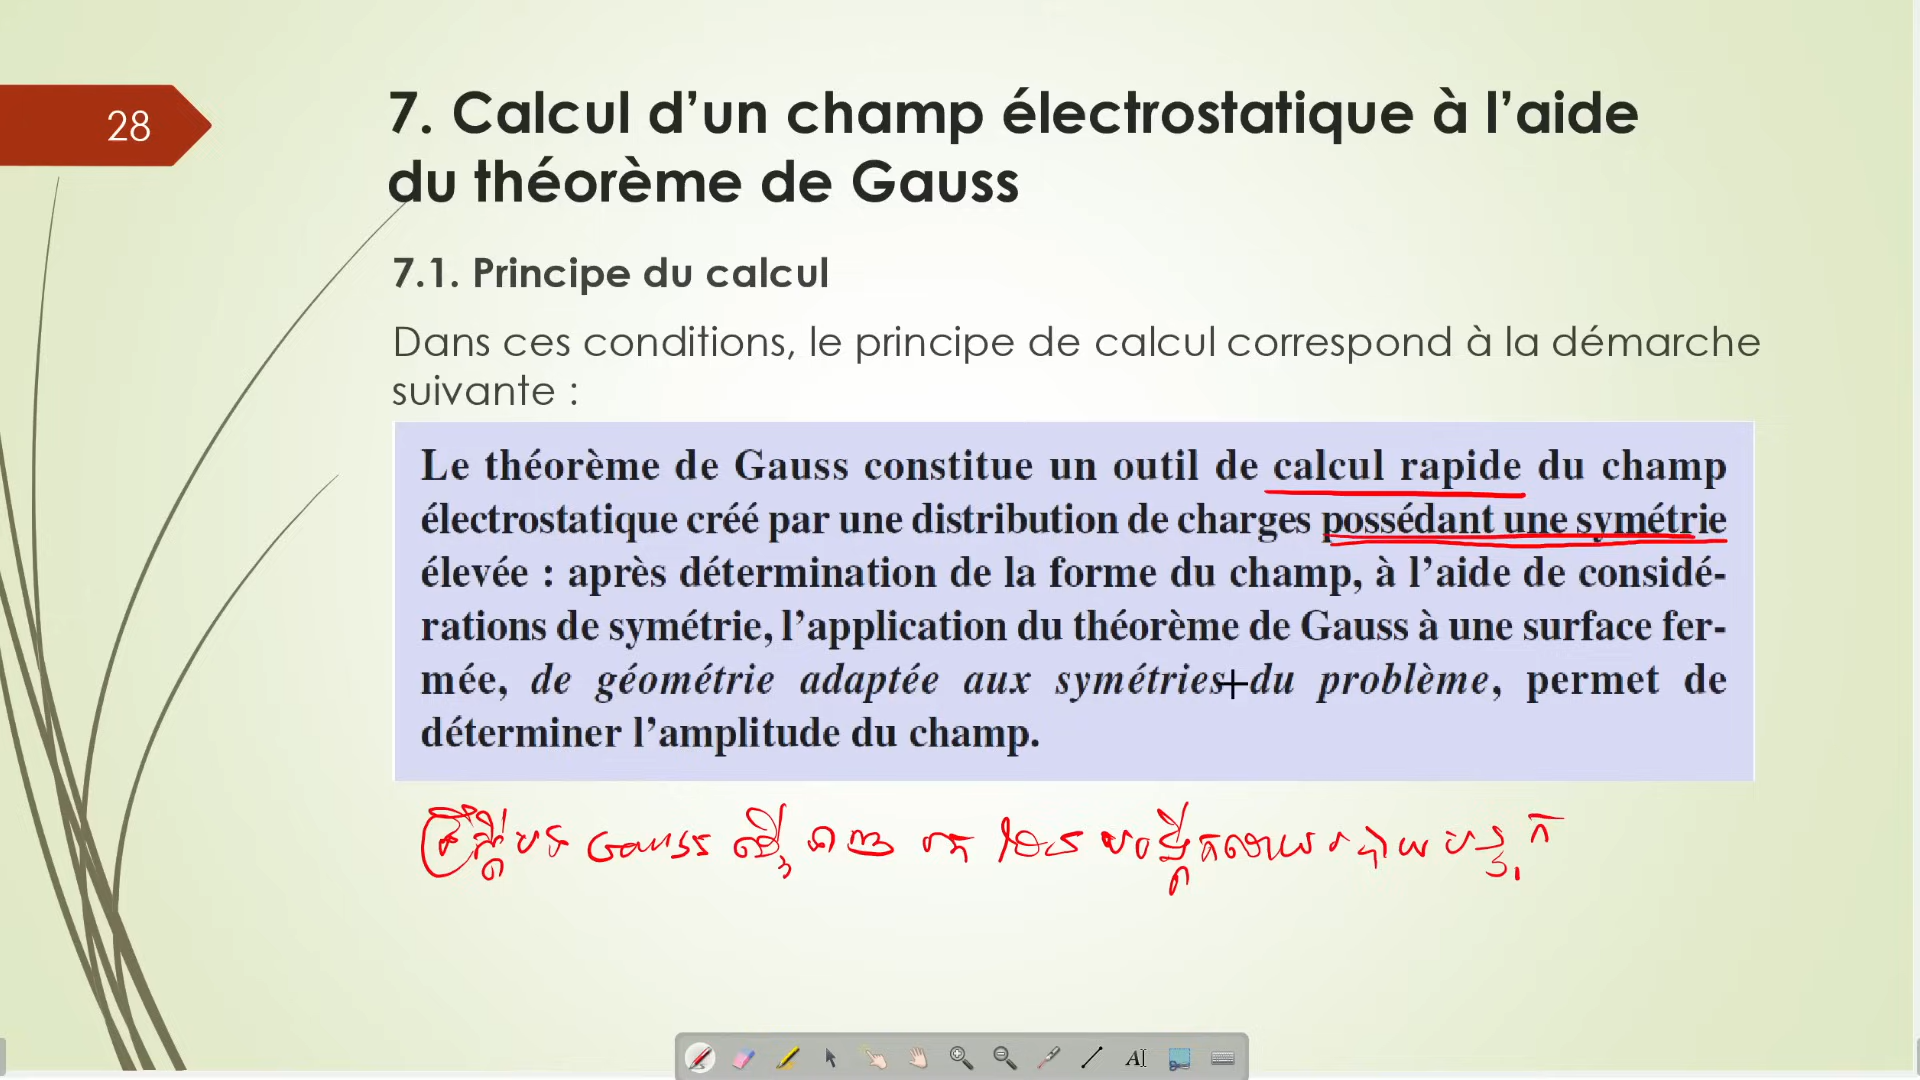 28
7. Calcul d’un champ électrostatique à l’aide
du théorème de Gauss
7.1. Principe du calcul
Dans ces conditions, le principe de calcul correspond à la démarche
suivante :
Le théorème de Gauss constitue un outil de calcul rapide du champ
électrostatique créé par une distribution de charges possédant une symétrie
élevée : après détermination de la forme du champ, à l’aide de considé-
rations de symétrie, l’application du théorème de Gauss à une surface fer-
mée, de géométrie adaptée aux symétries du problème, permet de
déterminer l’amplitude du champ.
Gauss